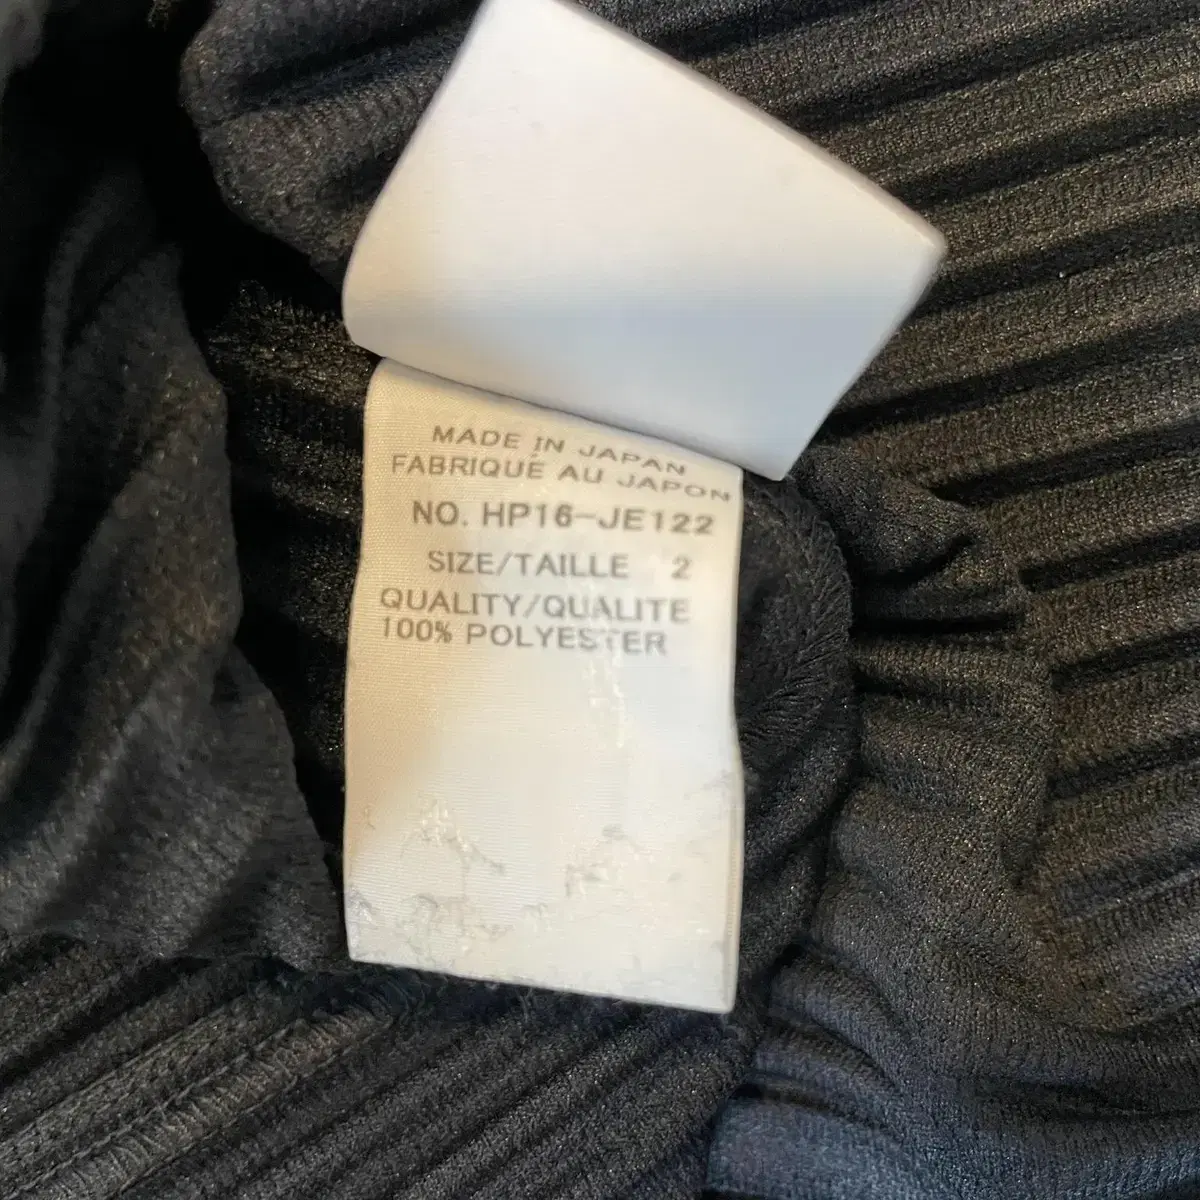 MADE IN JAPAN
FABRIQUÉ AU JAPON
NO. HP16-JE122
SIZE/TAILLE 2
QUALITY/QUALITE
100% POLYESTER